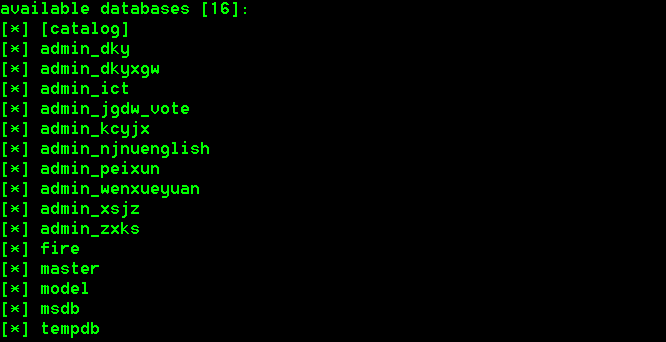 available databases [16]:
[*] [catalog]
[*] admin_dky
[*] admin_dkyxgw
[*] admin_ict
[*] admin_jgdw_vote
[*] admin_kcyjx
[*] admin_njnuenglish
[*] admin_peixun
[*] admin_wenxueyuan
[*] admin_xsjz
[*] admin_zxks
[*] fire
[*] master
[*] model
[*] msdb
[*] tempdb